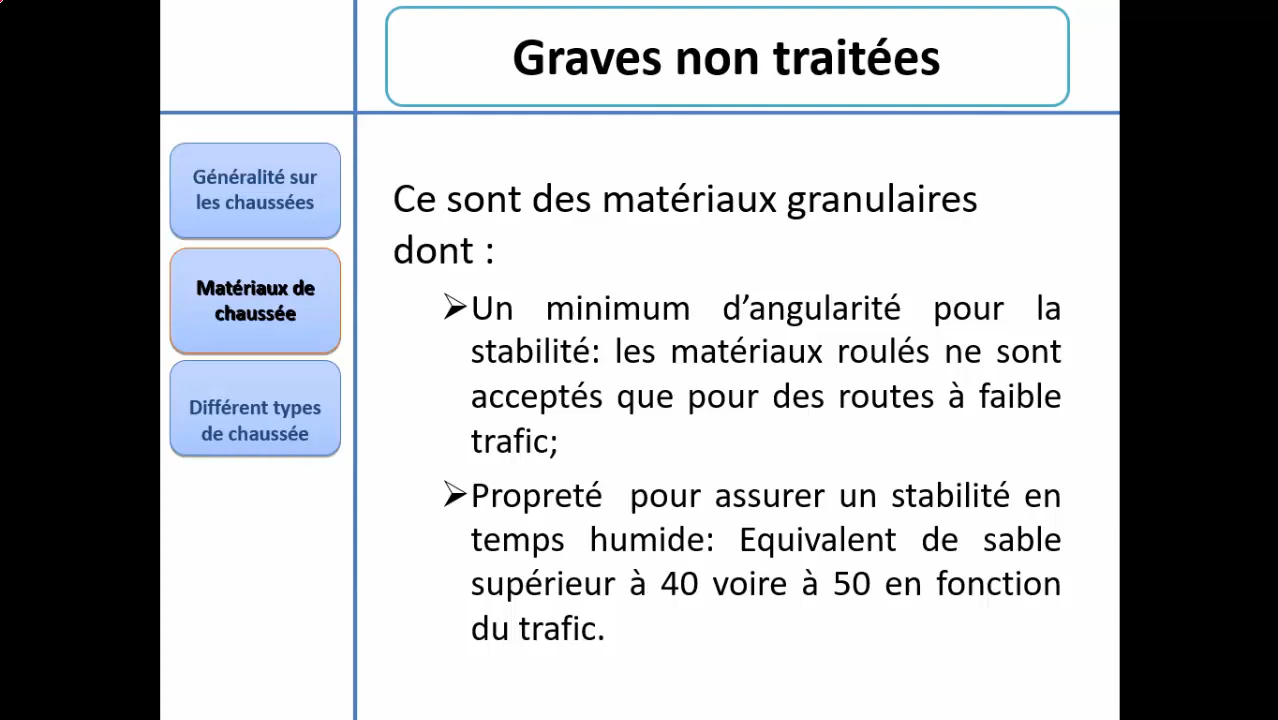 Graves non traitées
Généralité sur
les chaussées
Matériaux de
chaussée
Différent types
de chaussée
Ce sont des matériaux granulaires
dont :
➢Un minimum d’angularité pour la
stabilité: les matériaux roulés ne sont
acceptés que pour des routes à faible
trafic;
➢Propreté pour assurer un stabilité en
temps humide: Equivalent de sable
supérieur à 40 voire à 50 en fonction
du trafic.